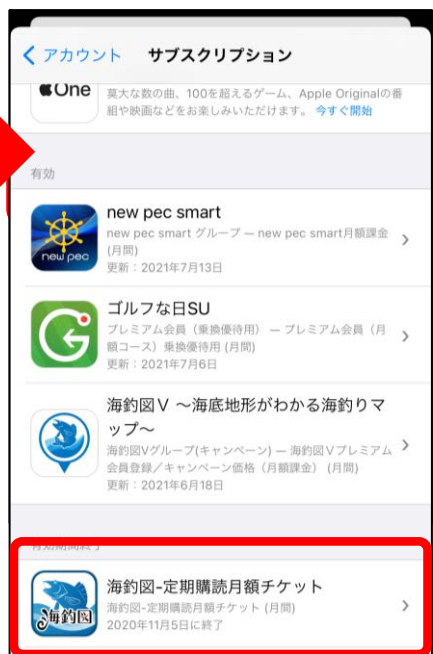 アカウント サブスクリプション
One
莫大な数の曲、100を超えるゲーム、Apple Originalの番
組や映画などをお楽しみいただけます。 今すぐ開始
有効
new pec smart
new pec smart グループ — new pec smart月額課金
(月間)
更新：2021年7月13日
new pec
ゴルフな日SU
プレミアム会員（乗換優待用） — プレミアム会員（月
額コース）乗換優待用 (月間)
更新：2021年7月6日
海釣図Ⅴ ～海底地形がわかる海釣りマ
ップ～
海釣図Vグループ(キャンペーン) — 海釣図Ⅴプレミアム
会員登録／キャンペーン価格（月額課金） (月間)
更新：2021年6月18日
有効期間終了
海釣図-定期購読月額チケット
海釣図-定期購読月額チケット (月間)
2020年11月5日に終了
海釣図